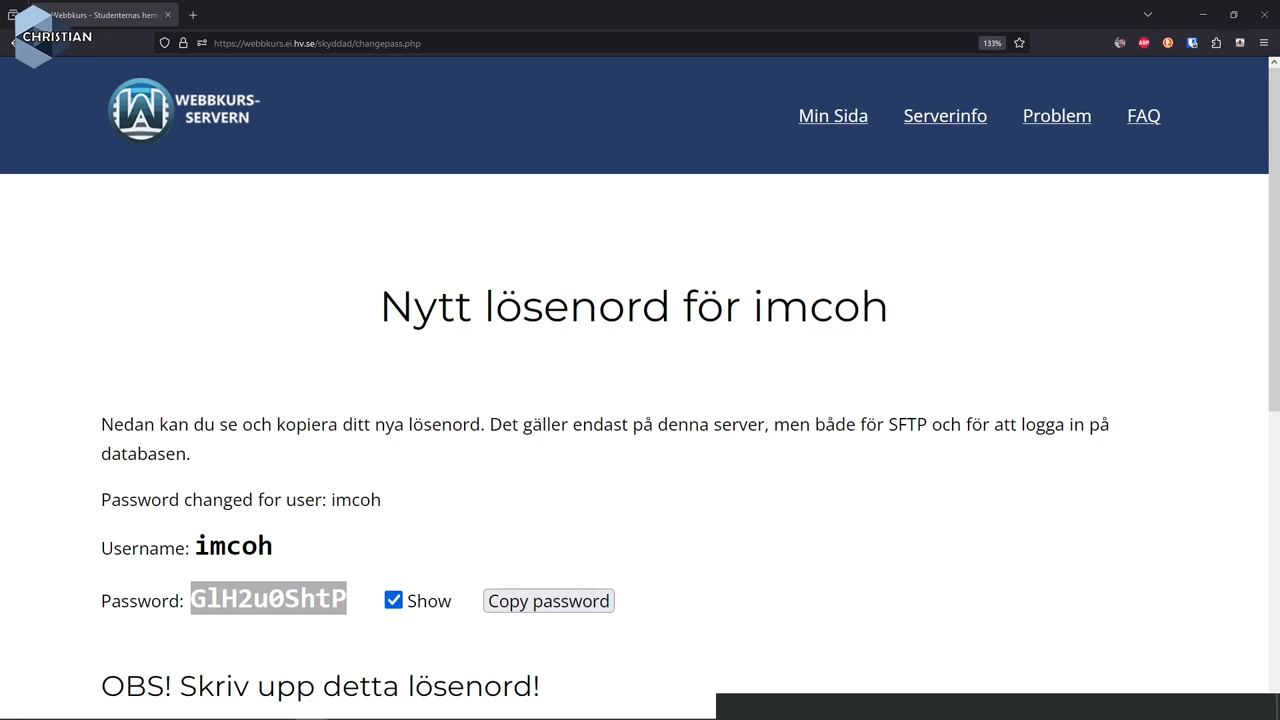 Webbkurs - Studenternas hem
CHRISTIAN
https://webbkurs.ei.hv.se/skyddad/changepass.php
133%
ABP
WEBBKURS-
SERVERN
Min Sida
Serverinfo
Problem
FAQ
Nytt lösenord för imcoh
Nedan kan du se och kopiera ditt nya lösenord. Det gäller endast på denna server, men både för SFTP och för att logga in på
databasen.
Password changed for user: imcoh
Username: imcoh
Password: GlH2u0ShtP Show Copy password
OBS! Skriv upp detta lösenord!